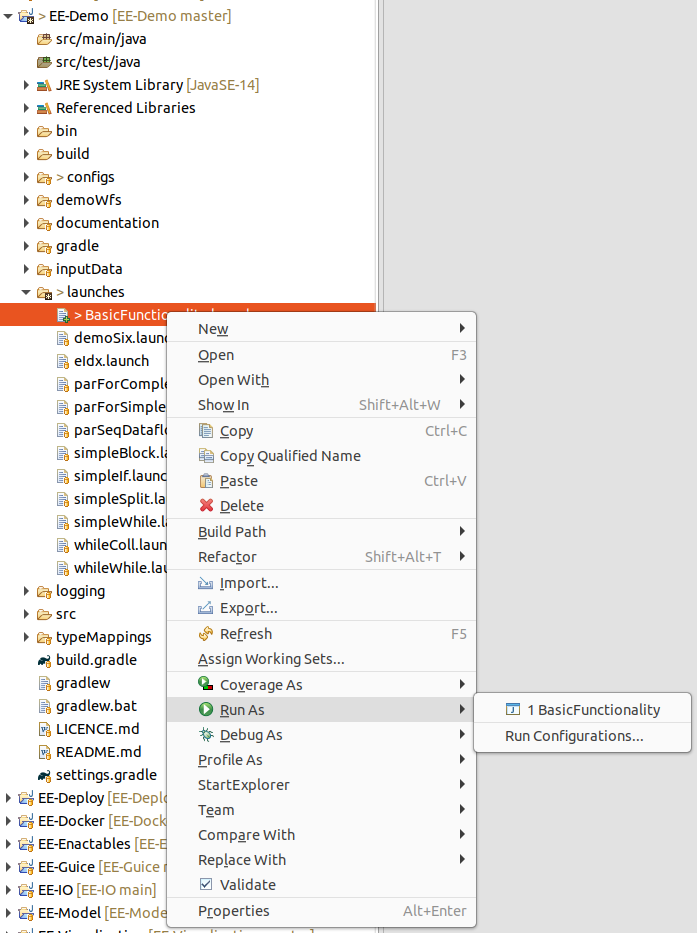 > EE-Demo [EE-Demo master]
src/main/java
src/test/java
JRE System Library [JavaSE-14]
Referenced Libraries
bin
build
> configs
demoWfs
documentation
gradle
inputData
> launches
> BasicFunctio
demoSix.laun
eIdx.launch
parForComple
parForSimple
parSeqDataflo
simpleBlock.la
simpleIf.launc
simpleSplit.la
simpleWhile.la
whileColl.laun
whileWhile.lau
logging
src
typeMappings
build.gradle
gradlew
gradlew.bat
LICENCE.md
README.md
settings.gradle
EE-Deploy [EE-Deplo
EE-Docker [EE-Dock
EE-Enactables [EE-E
EE-Guice [EE-Guice m
EE-IO [EE-IO main]
EE-Model [EE-Mode
New
Open F3
Open With
Show In Shift+Alt+W
Copy Ctrl+C
Copy Qualified Name
Paste Ctrl+V
Delete
Build Path
Refactor Shift+Alt+T
Import...
Export...
Refresh F5
Assign Working Sets...
Coverage As
Run As
Debug As
Profile As
StartExplorer
Team
Compare With
Replace With
Validate
Properties Alt+Enter
1 BasicFunctionality
Run Configurations...